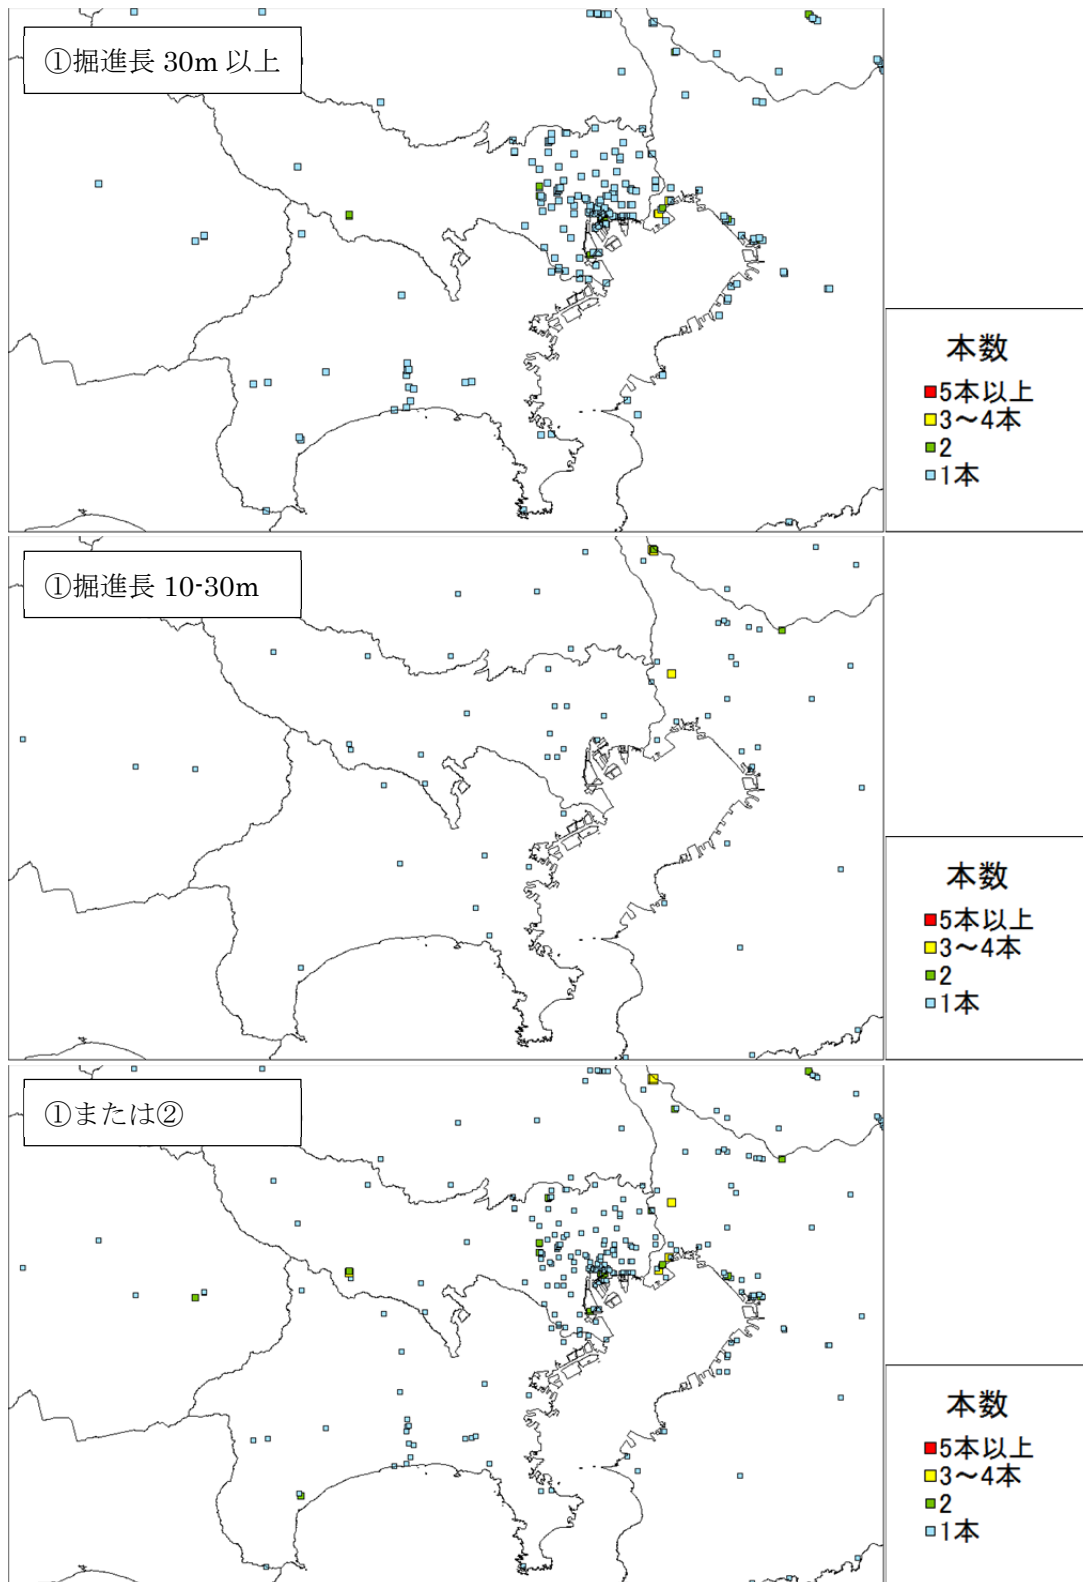 ①掘進長 30m 以上
本数
5本以上
3～4本
2
1本
①掘進長 10-30m
本数
5本以上
3～4本
2
1本
①または②
本数
5本以上
3～4本
2
1本